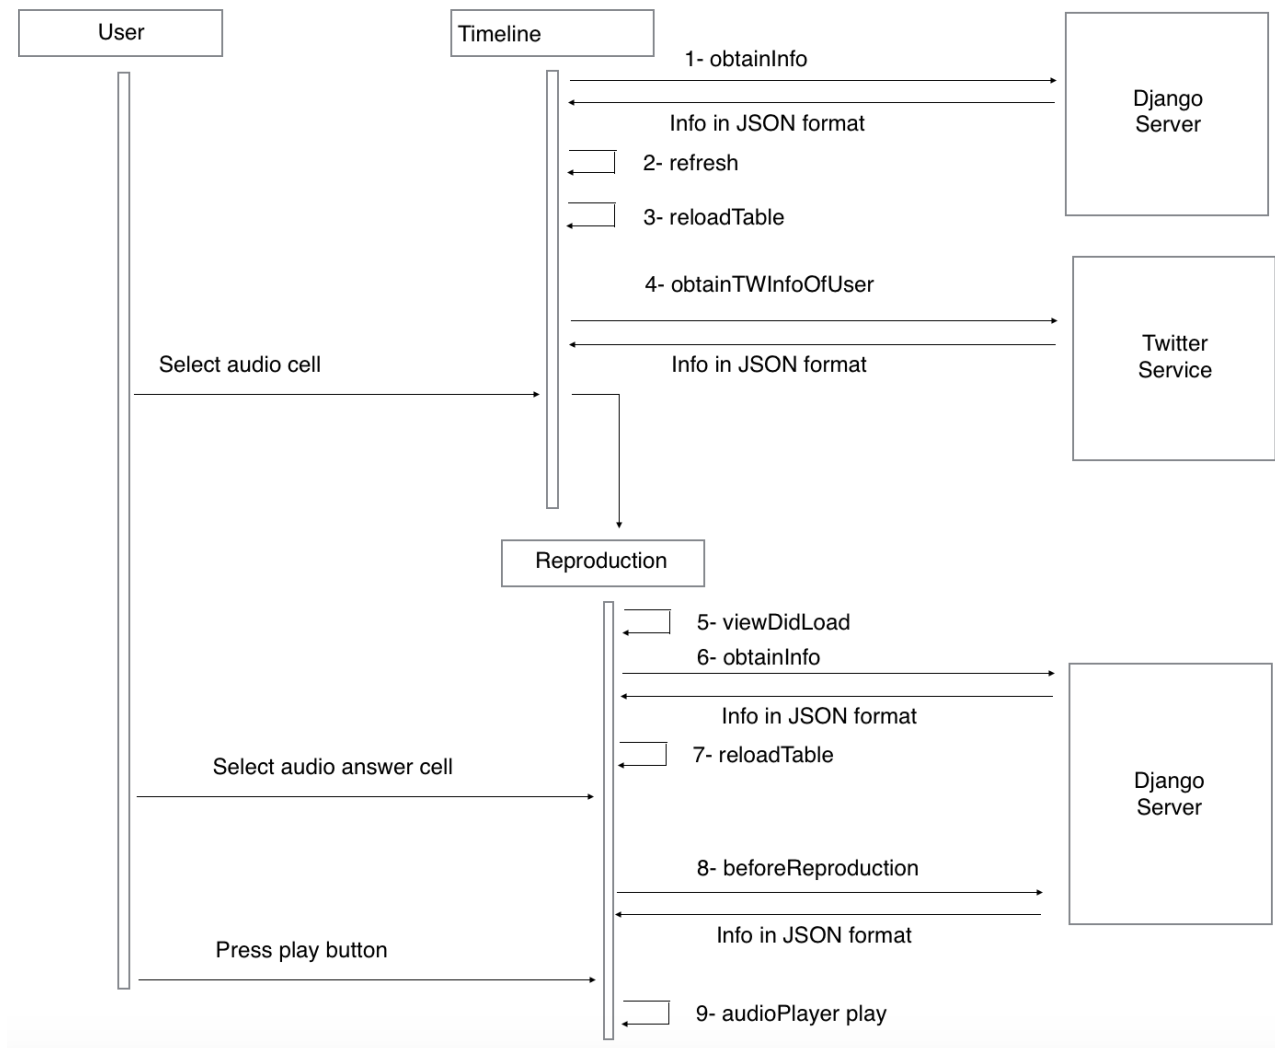 User
Timeline
1- obtainInfo
Django
Server
Info in JSON format
2- refresh
3- reloadTable
4- obtainTWInfoOfUser
Twitter
Service
Info in JSON format
Select audio cell
Reproduction
5- viewDidLoad
6- obtainInfo
Info in JSON format
7- reloadTable
Select audio answer cell
Django
Server
8- beforeReproduction
Info in JSON format
Press play button
9- audioPlayer play